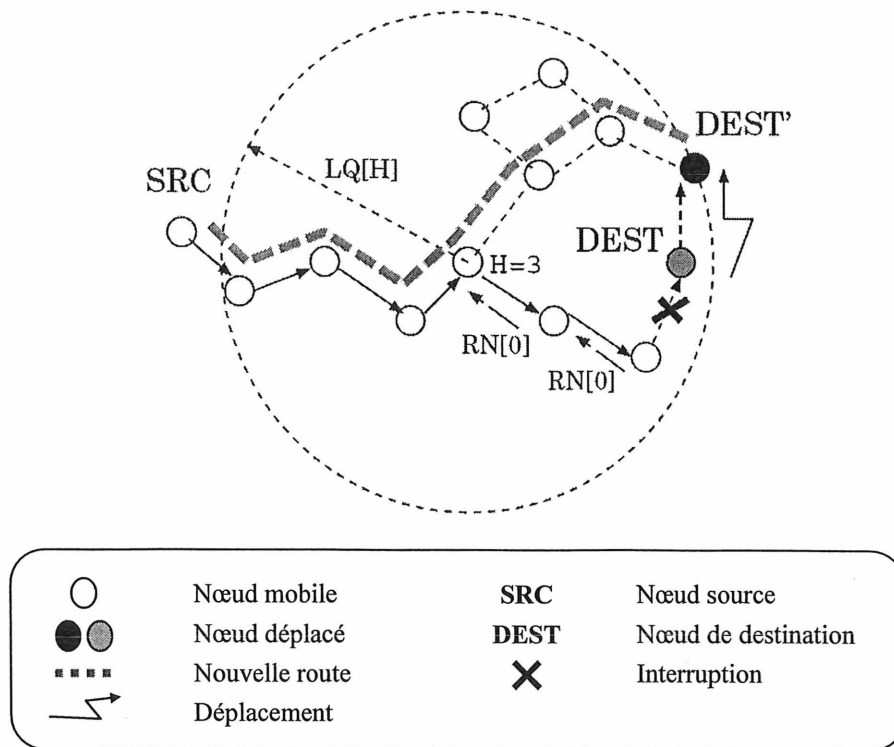 DEST'
LQ[H]
SRC
DEST
H=3
RN[0]
RN[0]
Nœud mobile
SRC
Nœud source
Nœud déplacé
DEST
Nœud de destination
Nouvelle route
Interruption
Déplacement